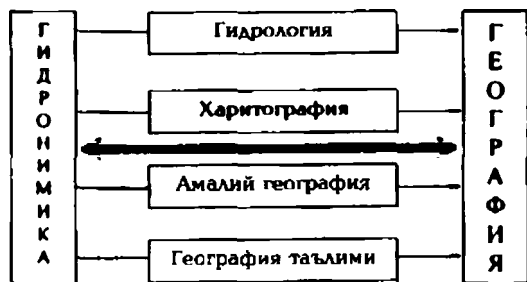 ГИДРОНИМИКА
Гидрология
Харитография
Амалий география
География таълими
ГЕОГРАФИЯ